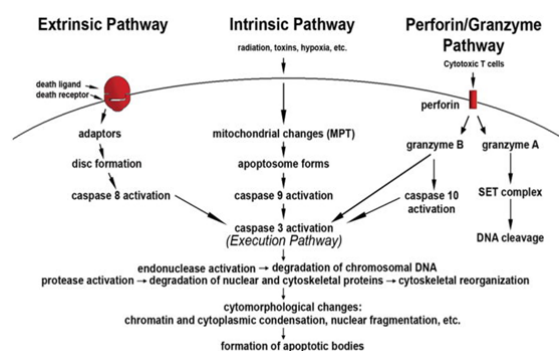 Extrinsic Pathway
Intrinsic Pathway
Perforin/Granzyme
Pathway
radiation, toxins, hypoxia, etc.
Cytotoxic T cells
death ligand
death receptor
perforin
adaptors
mitochondrial changes (MPT)
granzyme B
granzyme A
disc formation
apoptosome forms
caspase 8 activation
caspase 9 activation
caspase 10
activation
SET complex
caspase 3 activation
(Execution Pathway)
DNA cleavage
endonuclease activation → degradation of chromosomal DNA
protease activation → degradation of nuclear and cytoskeletal proteins → cytoskeletal reorganization
cytomorphological changes:
chromatin and cytoplasmic condensation, nuclear fragmentation, etc.
formation of apoptotic bodies